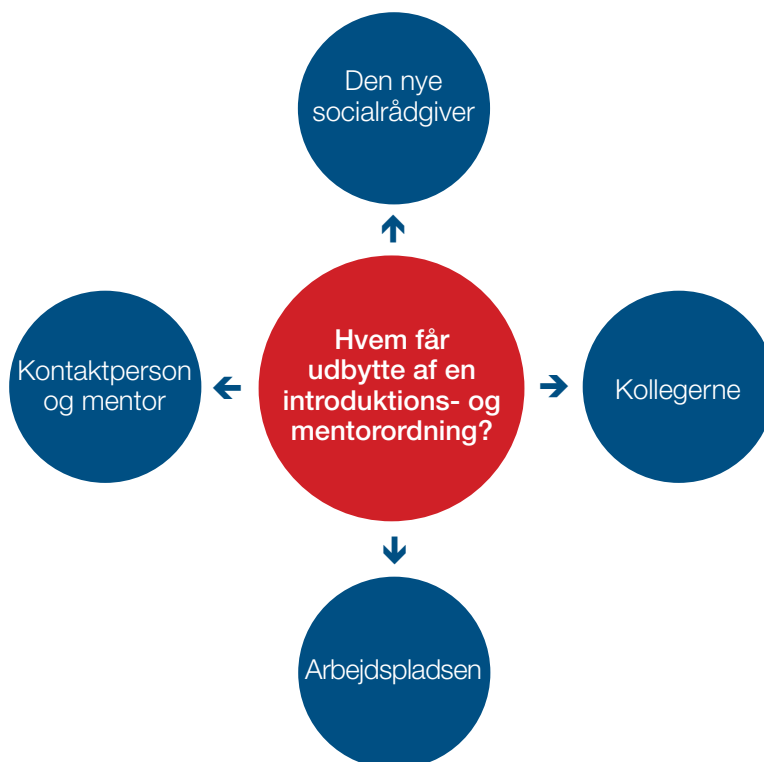 Den nye
socialrådgiver
Kontaktperson
og mentor
Hvem får
udbytte af en
introduktions- og
mentorordning?
Kollegerne
Arbejdspladsen